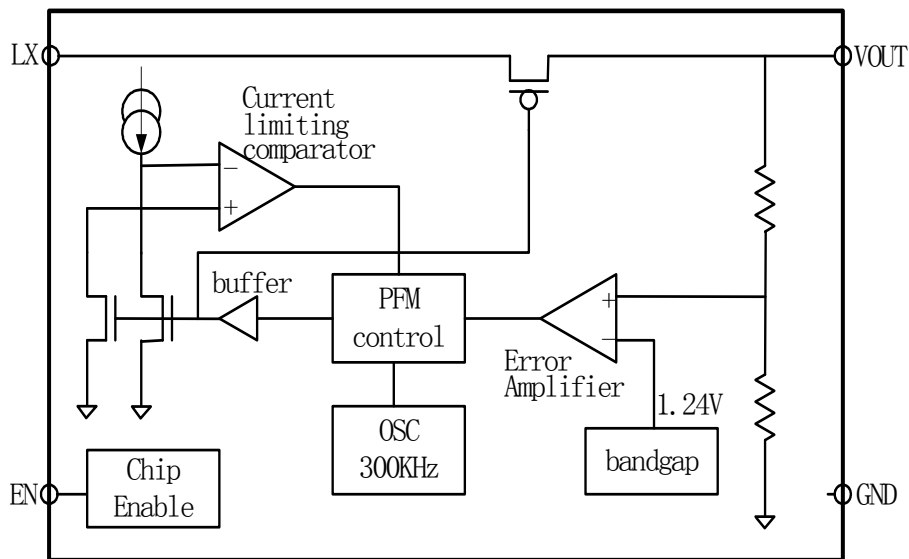 LX
VOUT
Current
limiting
comparator
−
+
buffer
PFM
control
+
−
Error
Amplifier
1.24V
OSC
300KHz
bandgap
Chip
Enable
EN
GND